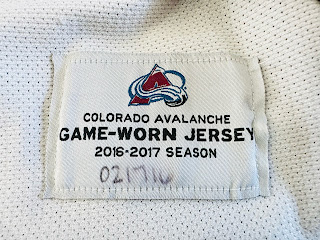 COLORADO AVALANCHE
GAME-WORN JERSEY
2016-2017 SEASON
021716